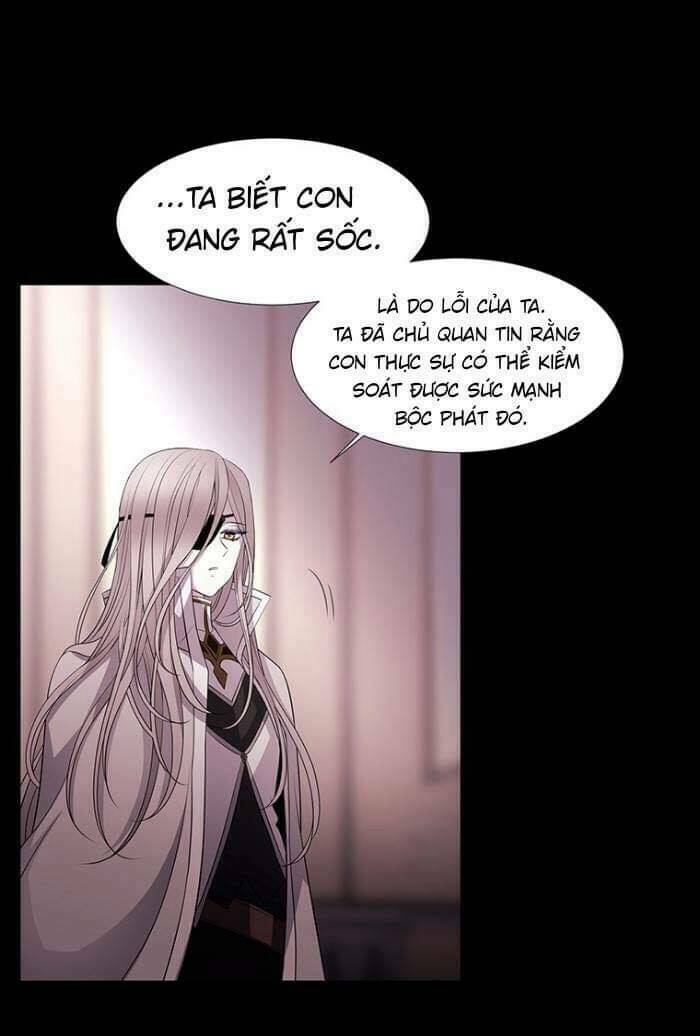 ...TA BIẾT CON
ĐANG RẤT SỐC.
LÀ DO LỖI CỦA TA.
TA ĐÃ CHỦ QUAN TIN RẰNG
CON THỰC SỰ CÓ THỂ KIỂM
SOÁT ĐƯỢC SỨC MẠNH
BỘC PHÁT ĐÓ.